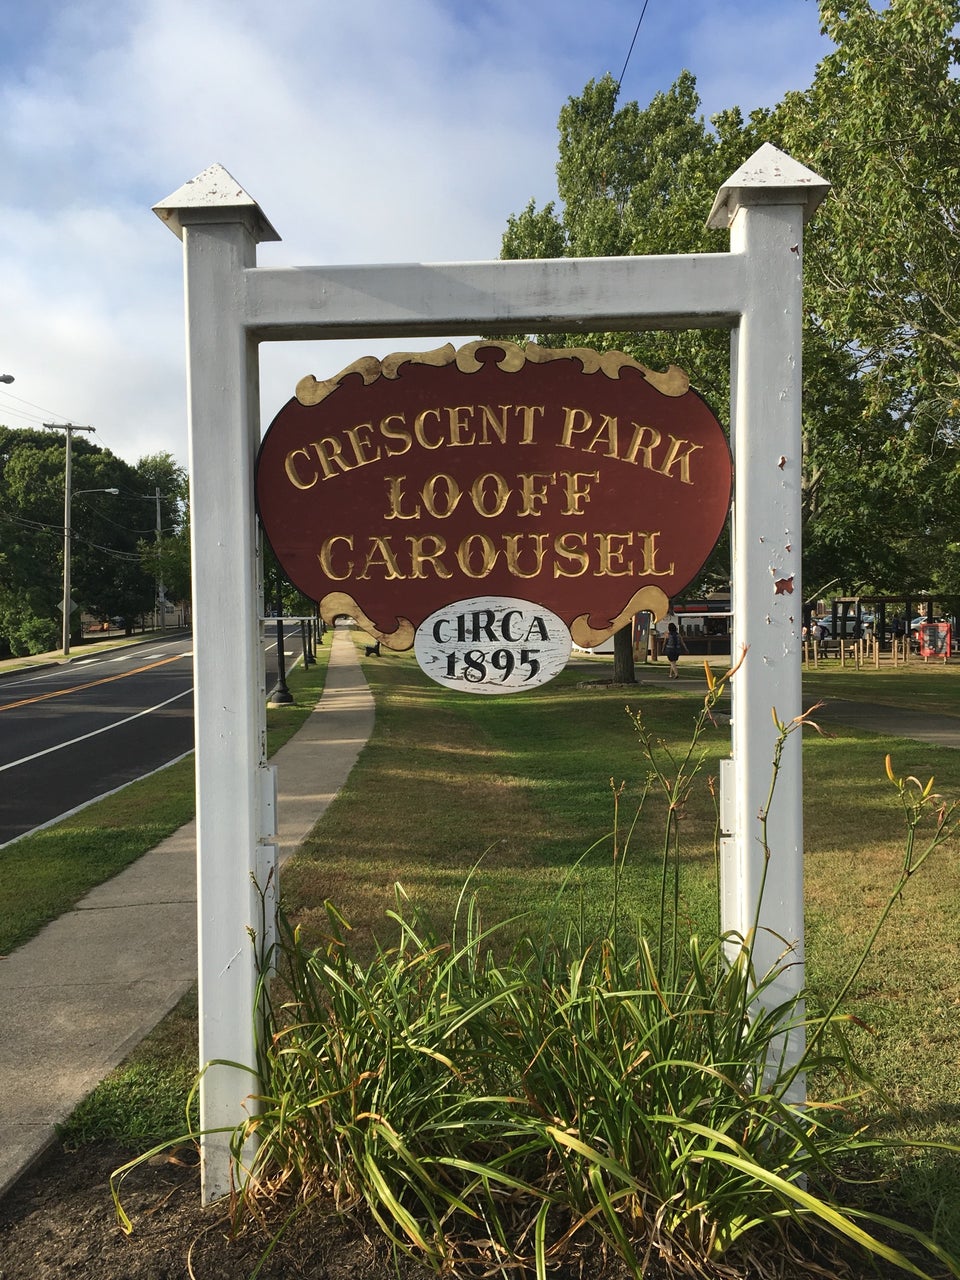 CRESCENT PARK
LOOFF
CAROUSEL
CIRCA
1895